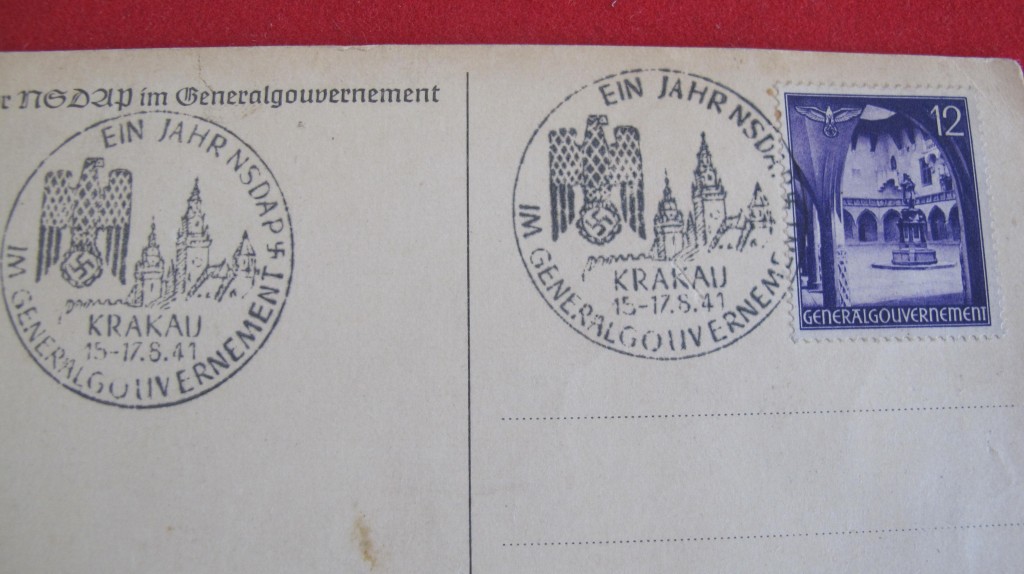 r NSDAP im Generalgouvernement
EIN JAHR NSDAP
IM GENERALGOUVERNEMENT
KRAKAU
15-17.8.41
EIN JAHR NSDAP
IM GENERALGOUVERNEMENT
KRAKAU
15-17.8.41
12
GENERALGOUVERNEMENT